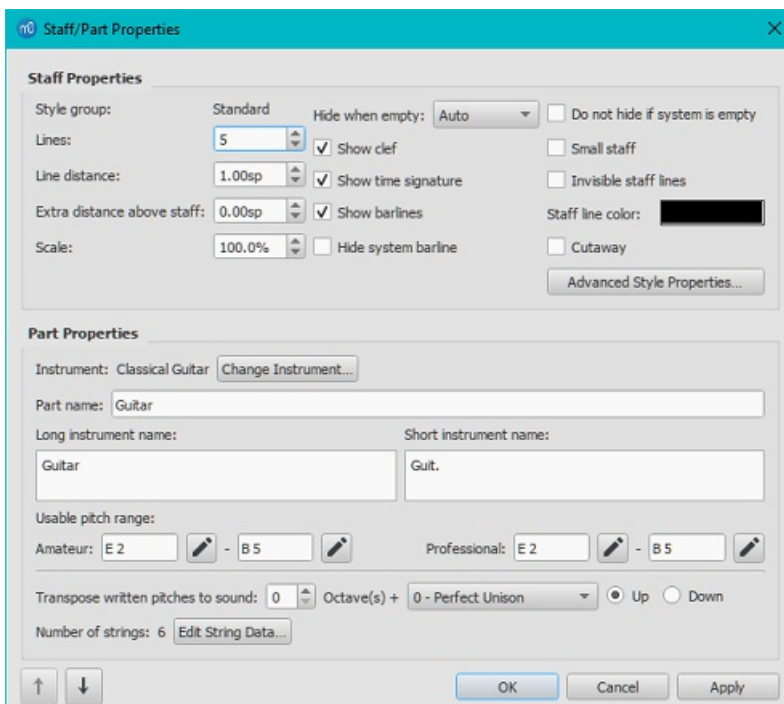 Staff/Part Properties
Staff Properties
Style group: Standard Hide when empty: Auto Do not hide if system is empty
Lines: 5 Show clef Small staff
Line distance: 1.00sp Show time signature Invisible staff lines
Extra distance above staff: 0.00sp Show barlines Staff line color:
Scale: 100.0% Hide system barline Cutaway
Advanced Style Properties...
Part Properties
Instrument: Classical Guitar Change Instrument...
Part name: Guitar
Long instrument name: Short instrument name:
Guitar Guit.
Usable pitch range:
Amateur: E 2 - B 5 Professional: E 2 - B 5
Transpose written pitches to sound: 0 Octave(s) + 0 - Perfect Unison Up Down
Number of strings: 6 Edit String Data...
OK Cancel Apply